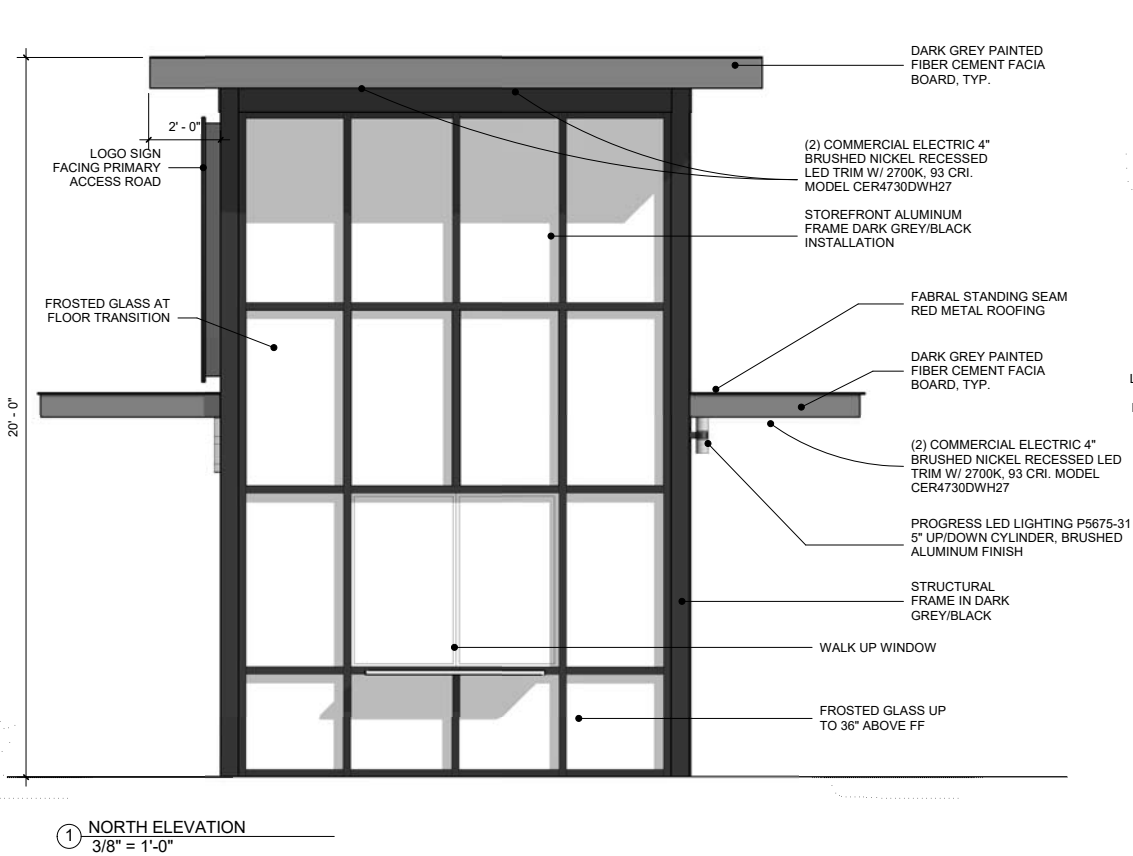 DARK GREY PAINTED
FIBER CEMENT FACIA
BOARD, TYP.
2' - 0"
LOGO SIGN
FACING PRIMARY
ACCESS ROAD
(2) COMMERCIAL ELECTRIC 4"
BRUSHED NICKEL RECESSED
LED TRIM W/ 2700K, 93 CRI.
MODEL CER4730DWH27
STOREFRONT ALUMINUM
FRAME DARK GREY/BLACK
INSTALLATION
FROSTED GLASS AT
FLOOR TRANSITION
FABRAL STANDING SEAM
RED METAL ROOFING
DARK GREY PAINTED
FIBER CEMENT FACIA
BOARD, TYP.
20' - 0"
(2) COMMERCIAL ELECTRIC 4"
BRUSHED NICKEL RECESSED LED
TRIM W/ 2700K, 93 CRI. MODEL
CER4730DWH27
PROGRESS LED LIGHTING P5675-31
5" UP/DOWN CYLINDER, BRUSHED
ALUMINUM FINISH
STRUCTURAL
FRAME IN DARK
GREY/BLACK
WALK UP WINDOW
FROSTED GLASS UP
TO 36" ABOVE FF
1 NORTH ELEVATION
3/8" = 1'-0"